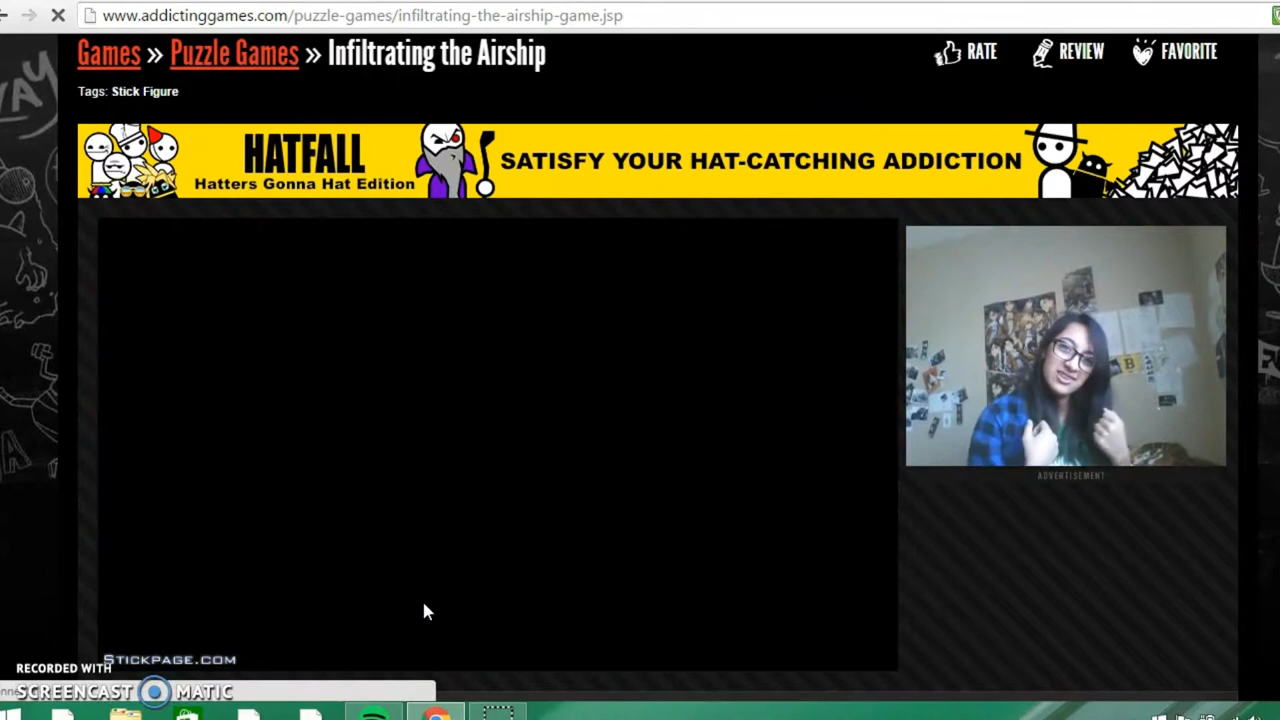 www.addictinggames.com/puzzle-games/infiltrating-the-airship-game.jsp
Games » Puzzle Games » Infiltrating the Airship
RATE
REVIEW
FAVORITE
Tags: Stick Figure
HATFALL
Hatters Gonna Hat Edition
SATISFY YOUR HAT-CATCHING ADDICTION
B
ADVERTISEMENT
STICKPAGE.COM
RECORDED WITH
SCREENCAST MATIC